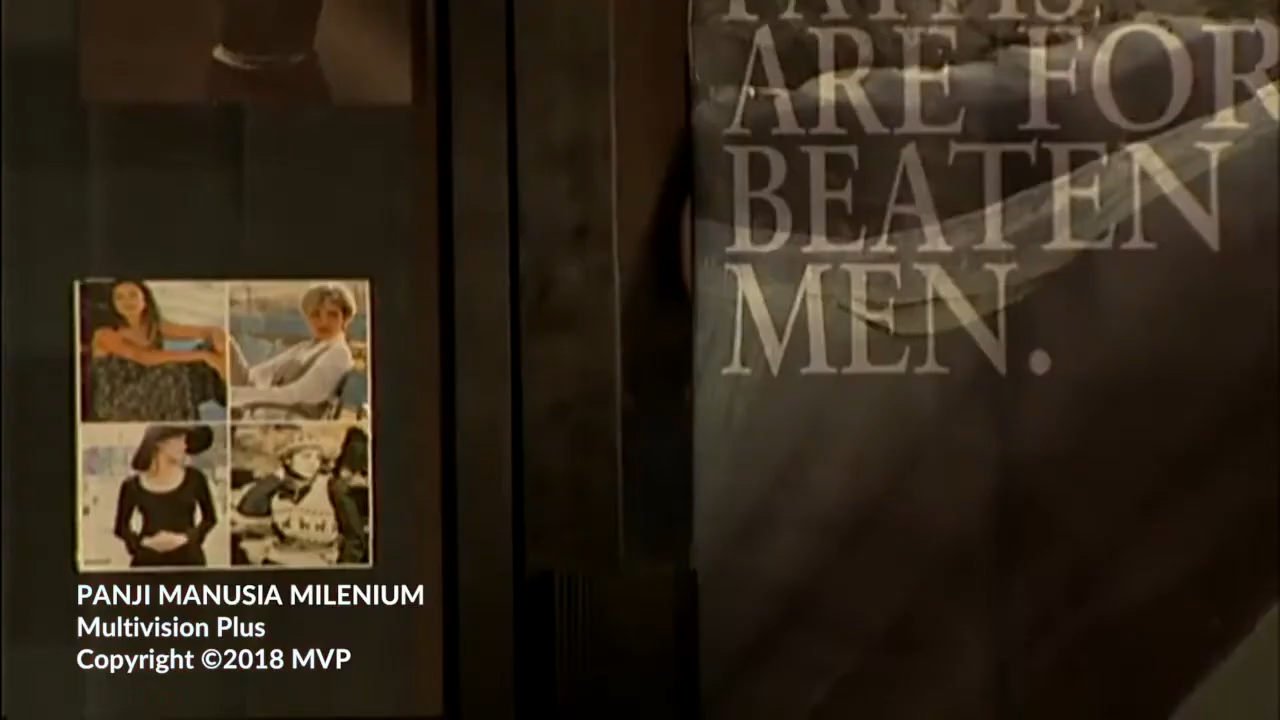 ARE FOR
BEATEN
MEN.
PANJI MANUSIA MILENIUM
Multivision Plus
Copyright ©2018 MVP